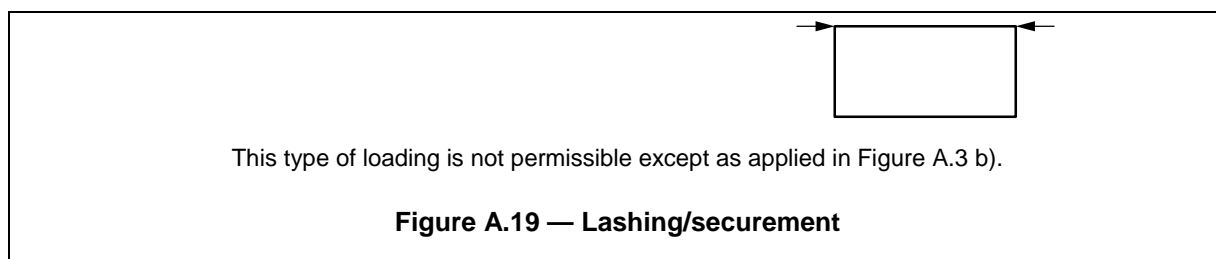 This type of loading is not permissible except as applied in Figure A.3 b).
Figure A.19 — Lashing/securement